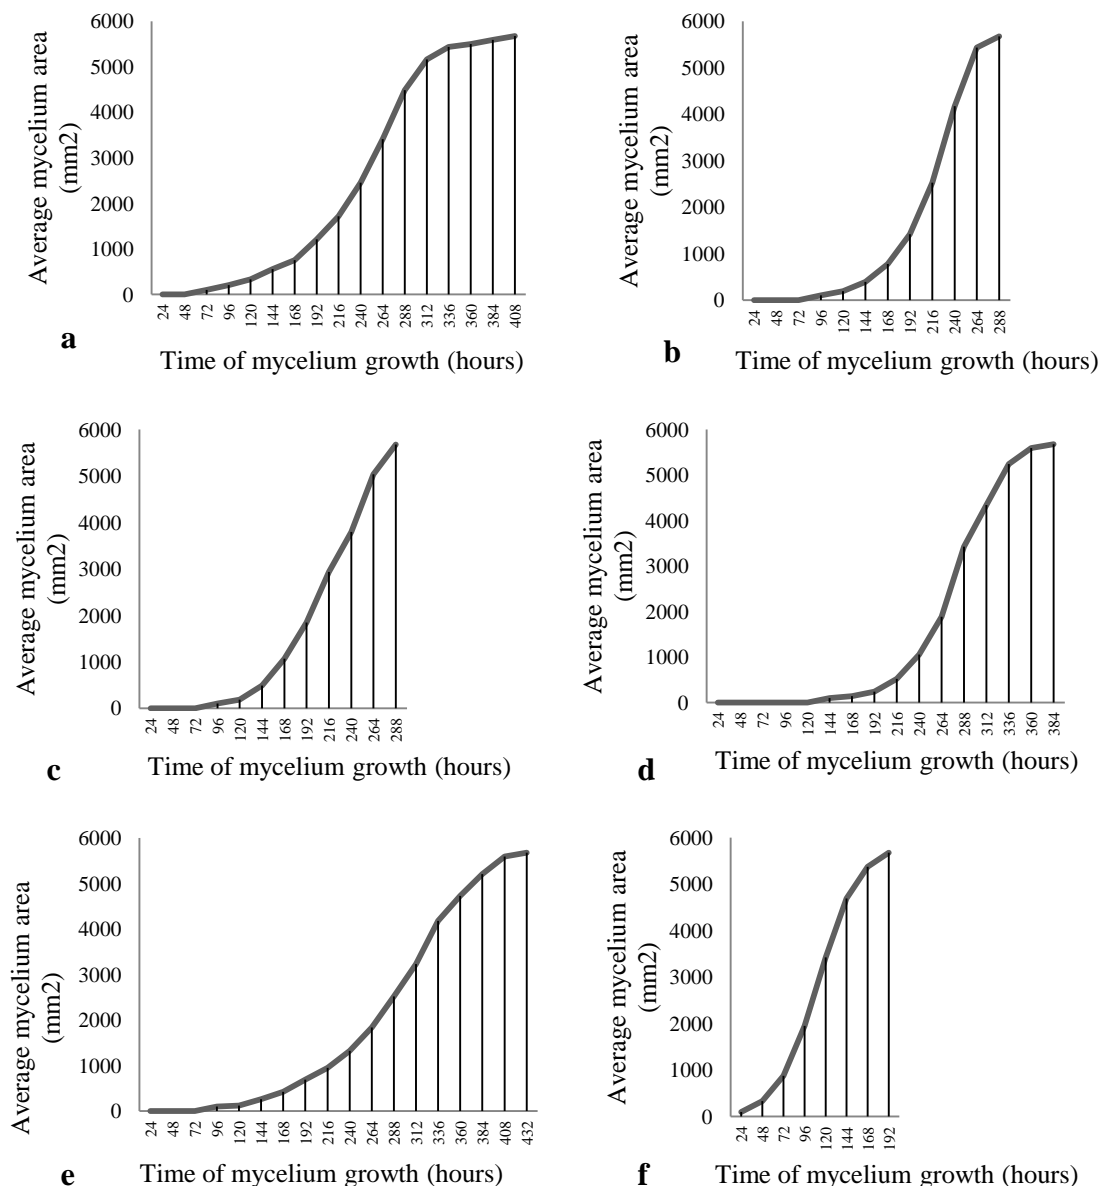 Average mycelium area
(mm2)
6000
5000
4000
3000
2000
1000
0
24 48 72 96 120 144 168 192 216 240 264 288 312 336 360 384 408
a
Time of mycelium growth (hours)
Average mycelium area
(mm2)
6000
5000
4000
3000
2000
1000
0
24 48 72 96 120 144 168 192 216 240 264 288
b
Time of mycelium growth (hours)
Average mycelium area
(mm2)
6000
5000
4000
3000
2000
1000
0
24 48 72 96 120 144 168 192 216 240 264 288
c
Time of mycelium growth (hours)
Average mycelium area
(mm2)
6000
5000
4000
3000
2000
1000
0
24 48 72 96 120 144 168 192 216 240 264 288 312 336 360 384
d
Time of mycelium growth (hours)
Average mycelium area
(mm2)
6000
5000
4000
3000
2000
1000
0
24 48 72 96 120 144 168 192 216 240 264 288 312 336 360 384 408 432
e
Time of mycelium growth (hours)
Average mycelium area
(mm2)
6000
5000
4000
3000
2000
1000
0
24 48 72 96 120 144 168 192
f
Time of mycelium growth (hours)